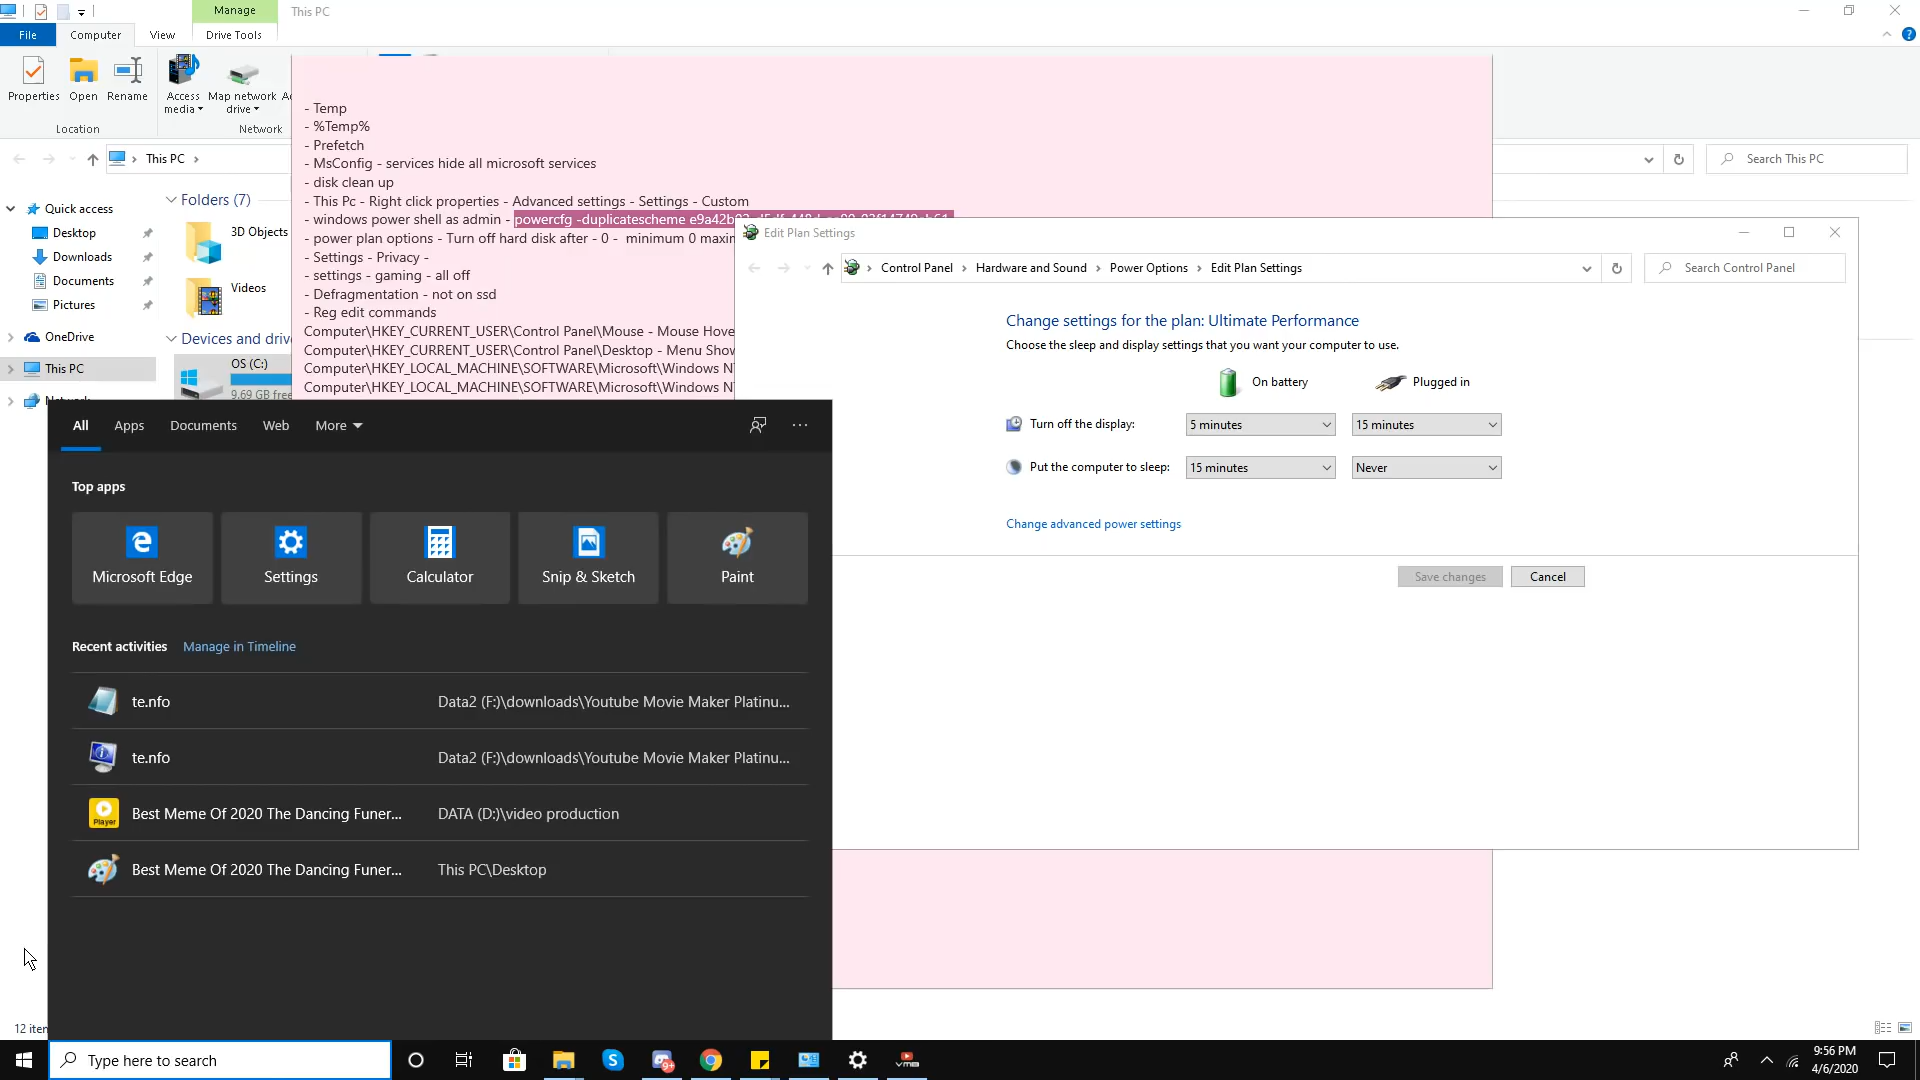 Manage
This PC
File
Computer
View
Drive Tools
Properties
Open
Rename
Access media
Map network drive
Location
Network
This PC
Search This PC
Quick access
Desktop
Downloads
Documents
Pictures
OneDrive
This PC
Folders (7)
3D Objects
Videos
Devices and
OS (C:)
9.69 GB free
- Temp
- %Temp%
- Prefetch
- MsConfig - services hide all microsoft services
- disk clean up
- This Pc - Right click properties - Advanced settings - Settings - Custom
- windows power shell as admin - powercfg -duplicatescheme
- power plan options - Turn off hard disk after - 0 - minimum 0
- Settings - Privacy -
- settings - gaming - all off
- Defragmentation - not on ssd
- Reg edit commands
Computer\HKEY_CURRENT_USER\Control Panel\Mouse - Mouse Hove
Computer\HKEY_CURRENT_USER\Control Panel\Desktop - Menu Show
Computer\HKEY_LOCAL_MACHINE\SOFTWARE\Microsoft\Windows
Computer\HKEY_LOCAL_MACHINE\SOFTWARE\Microsoft\Windows
Edit Plan Settings
Control Panel
Hardware and Sound
Power Options
Edit Plan Settings
Search Control Panel
Change settings for the plan: Ultimate Performance
Choose the sleep and display settings that you want your computer to use.
On battery
Plugged in
Turn off the display:
5 minutes
15 minutes
Put the computer to sleep:
15 minutes
Never
Change advanced power settings
Save changes
Cancel
All
Apps
Documents
Web
More
Top apps
Microsoft Edge
Settings
Calculator
Snip & Sketch
Paint
Recent activities
Manage in Timeline
te.nfo
Data2 (F:)\downloads\Youtube Movie Maker Platinu...
te.nfo
Data2 (F:)\downloads\Youtube Movie Maker Platinu...
Player
Best Meme Of 2020 The Dancing Funer...
DATA (D:)\video production
Best Meme Of 2020 The Dancing Funer...
This PC\Desktop
12
Type here to search
9+
9:56 PM
4/6/2020